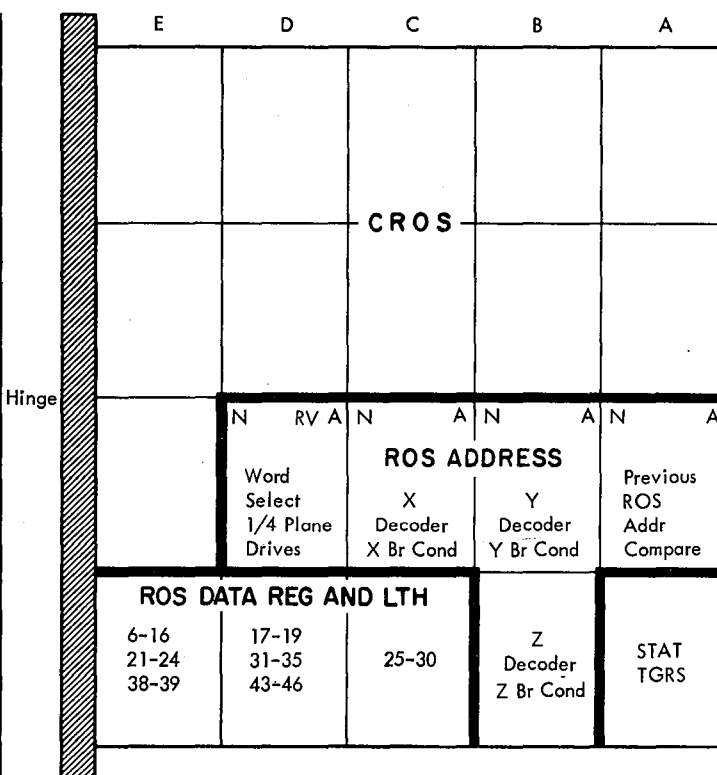 E D C B A
CROS
Hinge
N RV A N A N A N A
ROS ADDRESS
Word
Select
1/4 Plane
Drives
X
Decoder
X Br Cond
Y
Decoder
Y Br Cond
Previous
ROS
Addr
Compare
ROS DATA REG AND LTH
6-16
21-24
38-39
17-19
31-35
43-46
25-30
Z
Decoder
Z Br Cond
STAT
TGRS